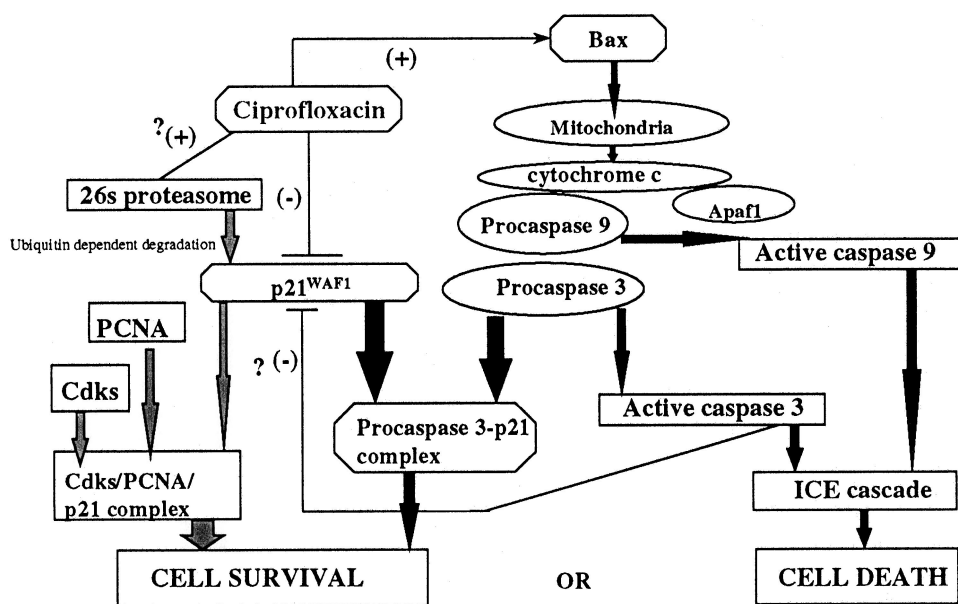 Bax
(+)
Ciprofloxacin
? (+)
Mitochondria
cytochrome c
26s proteasome
(-)
Apaf1
Procaspase 9
Ubiquitin dependent degradation
Active caspase 9
p21WAF1
Procaspase 3
PCNA
? (-)
Cdks
Active caspase 3
Procaspase 3-p21
complex
Cdks/PCNA/
p21 complex
ICE cascade
CELL SURVIVAL
OR
CELL DEATH